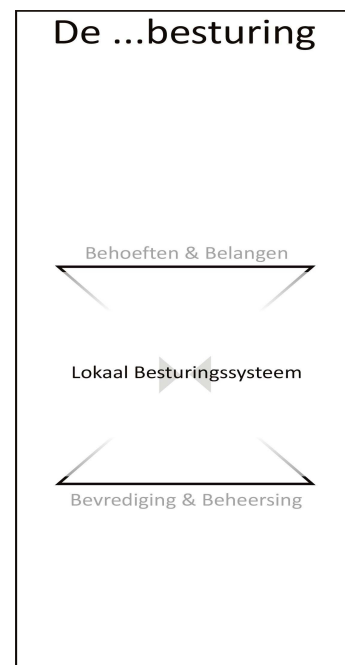 De ...besturing
Behoeften & Belangen
Lokaal Besturingssysteem
Bevrediging & Beheersing